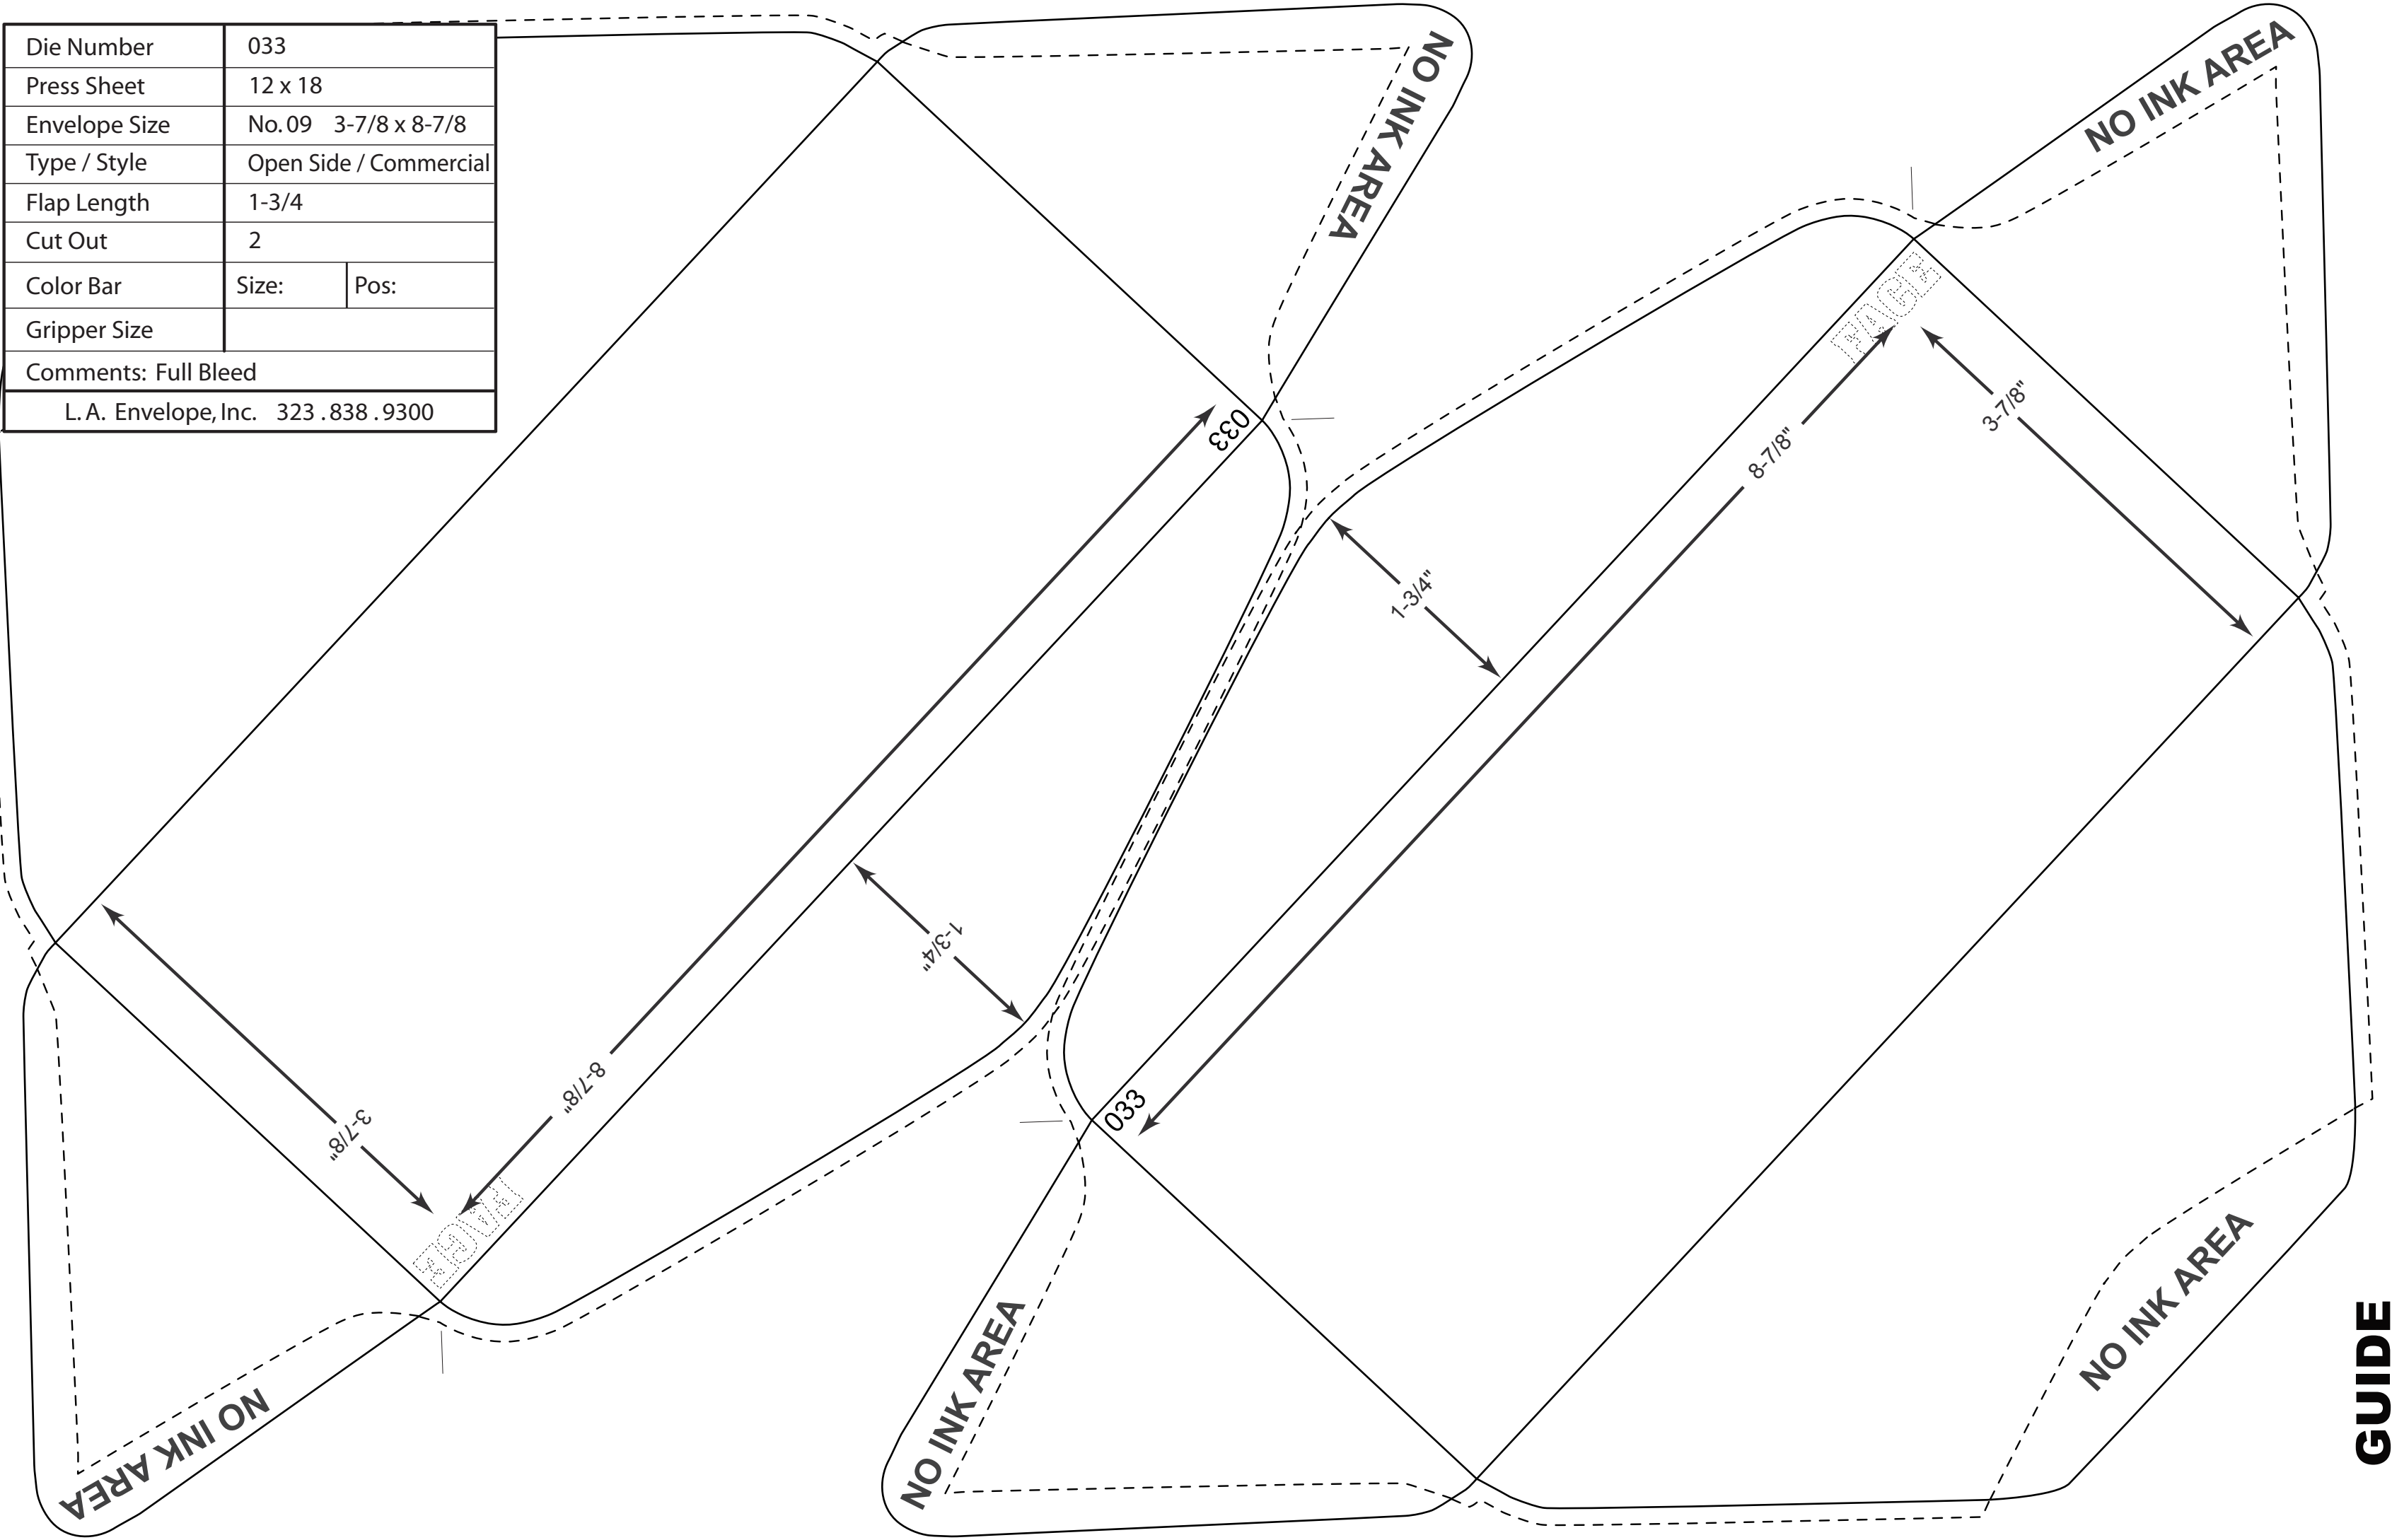 Die Number 033
Press Sheet 12 x 18
Envelope Size No. 09 3-7/8 x 8-7/8
Type / Style Open Side / Commercial
Flap Length 1-3/4
Cut Out 2
Color Bar Size: Pos:
Gripper Size
Comments: Full Bleed
L. A. Envelope, Inc. 323 . 838 . 9300
NO INK AREA
NO INK AREA
FACE
3-7/8"
033
8-7/8"
1-3/4"
1-3/4"
8-7/8"
3-7/8"
033
FACE
NO INK AREA
NO INK AREA
NO INK AREA
GUIDE